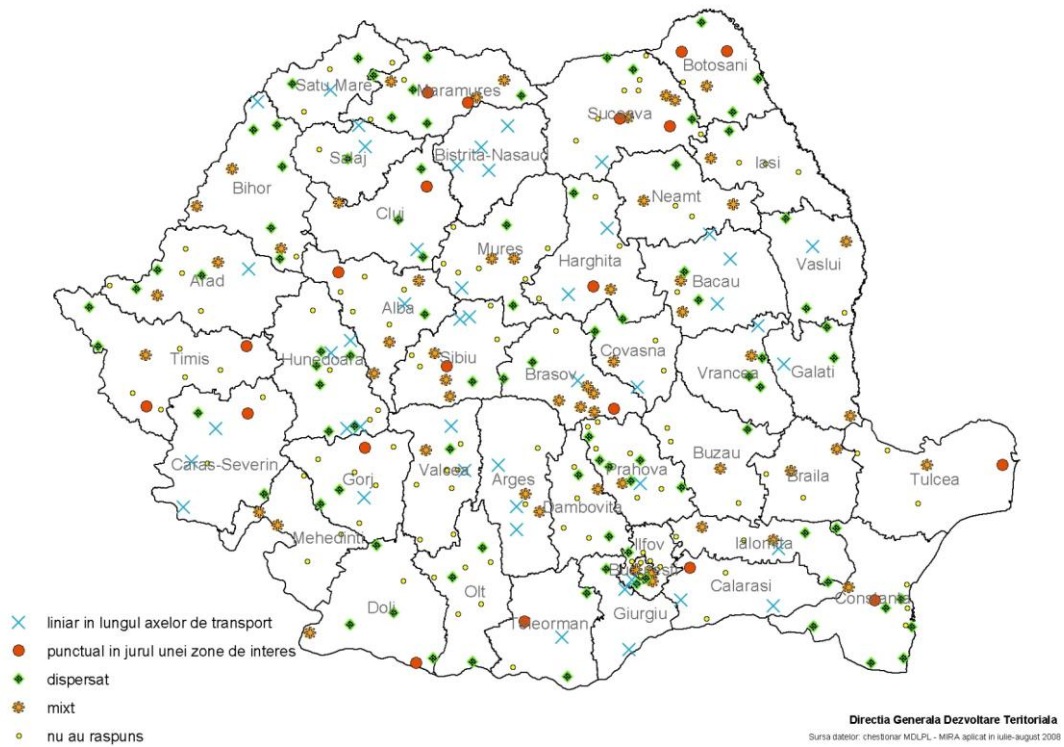 Botosani
Satu Mare
Maramures
Suceava
Salaj
Bistrita-Nasaud
Iasi
Bihor
Cluj
Neamt
Mures
Harghita
Vaslui
Arad
Bacau
Alba
Timis
Hunedoara
Sibiu
Brasov
Covasna
Vrancea
Galati
Caras-Severin
Gorj
Valcea
Arges
Prahova
Buzau
Braila
Tulcea
Dambovita
Mehedinti
Ilfov
Ialomita
Bucuresti
Calarasi
Constanta
Olt
Dolj
Giurgiu
Teleorman
liniar in lungul axelor de transport
punctual in jurul unei zone de interes
dispersat
mixt
nu au raspuns
Directia Generala Dezvoltare Teritoriala
Sursa datelor: chestionar MDLPL - MIRA aplicat in iulie-august 2008